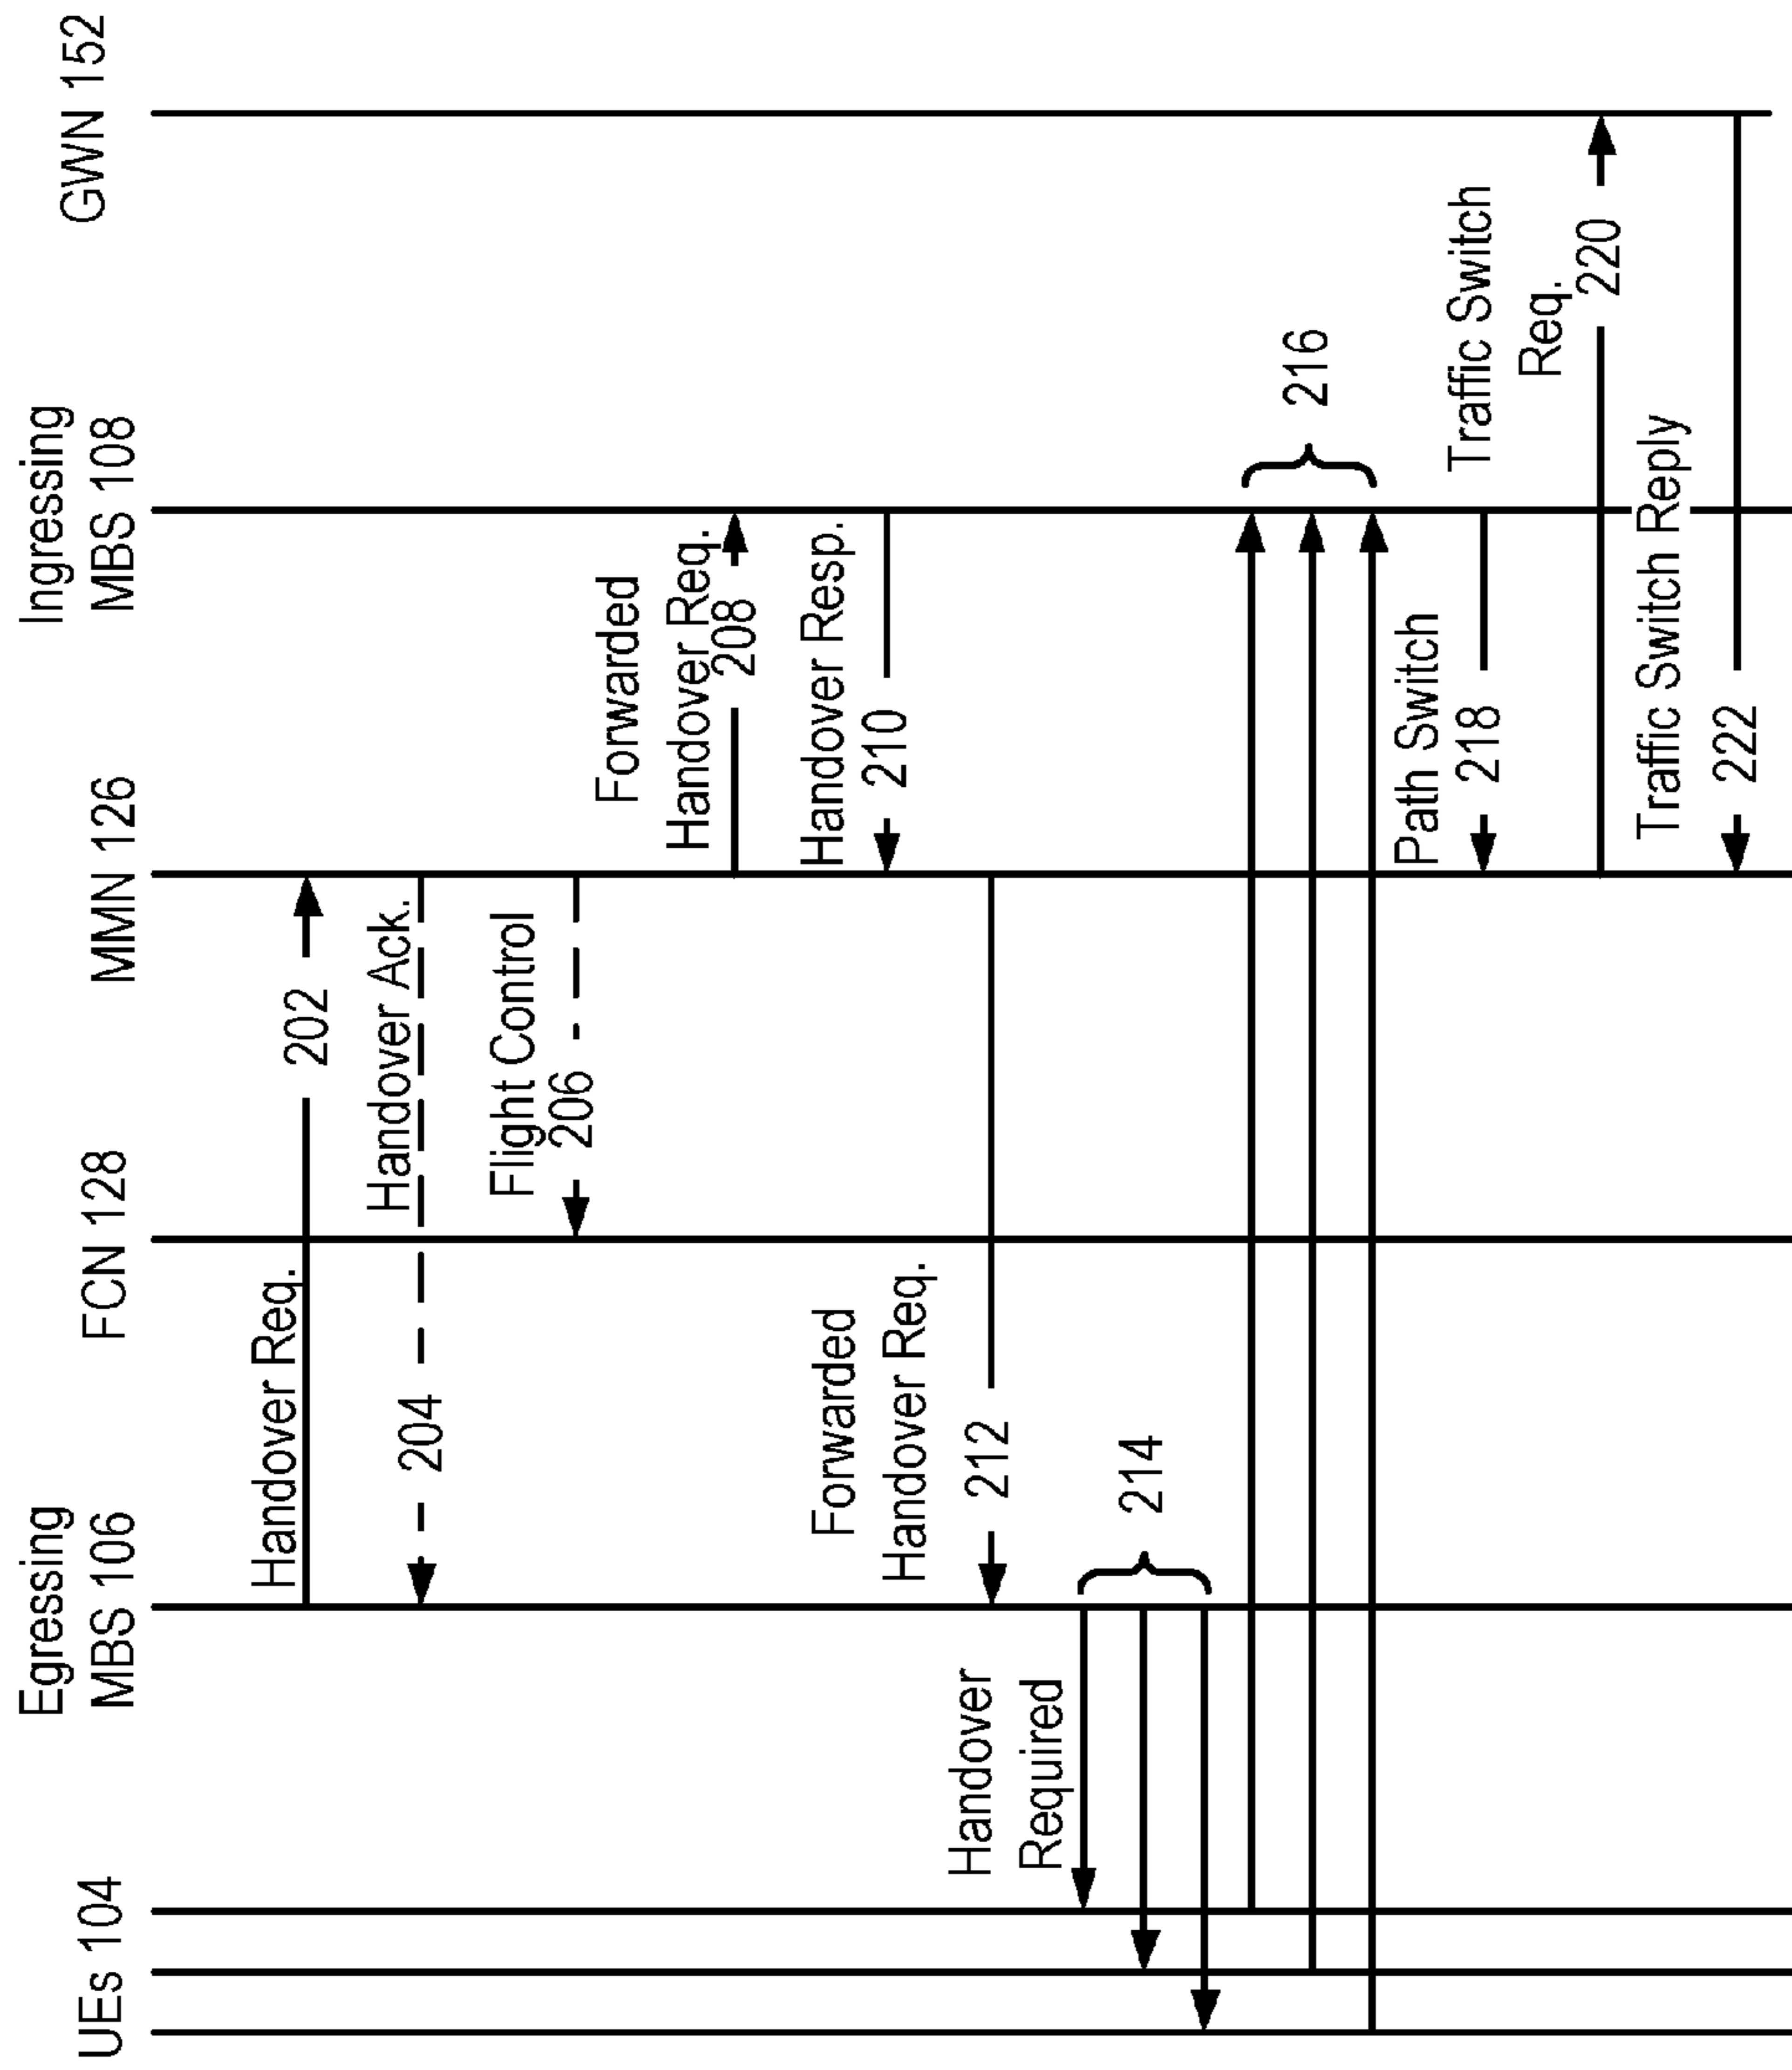 UEs 104
Egressing
MBS 106
FCN 128
MMN 126
Ingressing
MBS 108
GWN 152
Handover Req.
202
Handover Ack.
204
Flight Control
206
Forwarded
Handover Req.
208
Handover Resp.
210
Forwarded
Handover Req.
212
Handover
Required
214
216
Path Switch
218
Traffic Switch
Req.
220
Traffic Switch Reply
222